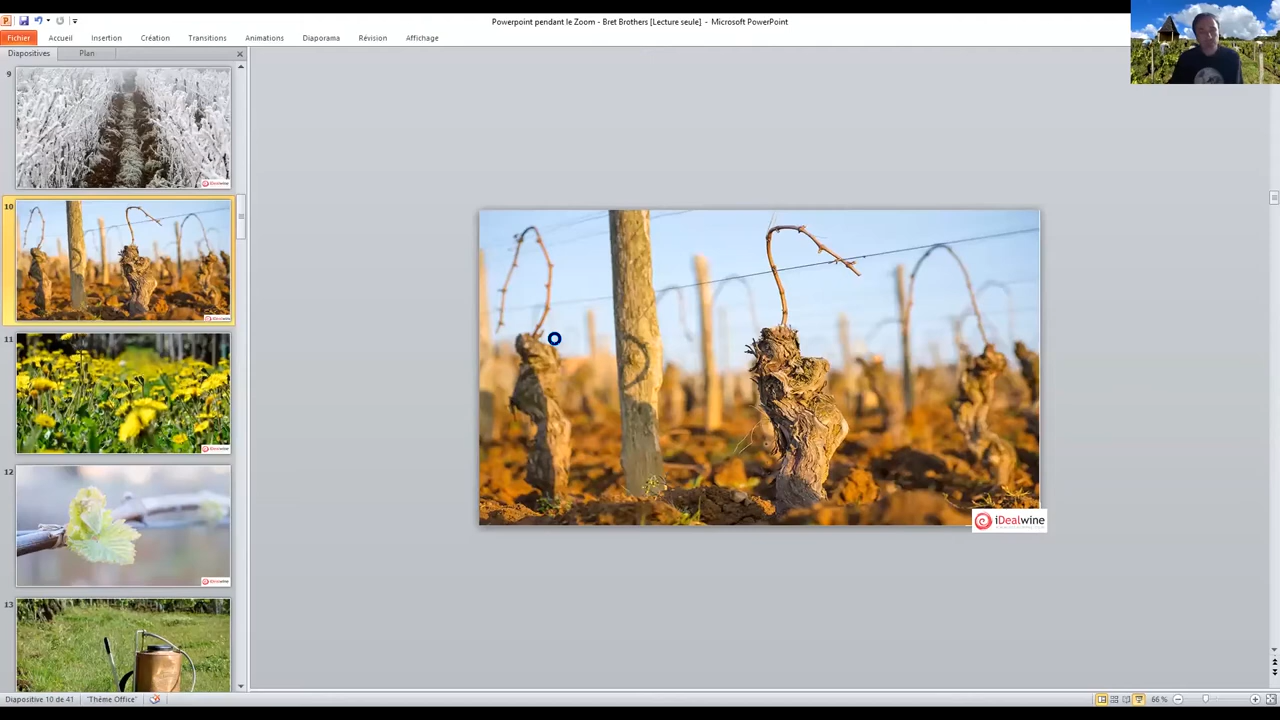 Powerpoint pendant le Zoom - Bret Brothers [Lecture seule] - Microsoft PowerPoint
Fichier Accueil Insertion Création Transitions Animations Diaporama Révision Affichage
Diapositives Plan
9
10
11
12
13
iDealwine
Diapositive 10 de 41 "Thème Office" 66 %